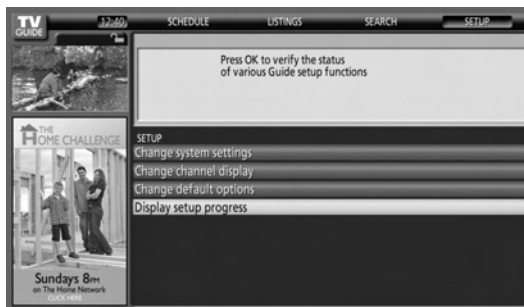 TV
GUIDE
12:40
SCHEDULE
LISTINGS
SEARCH
SETUP
Press OK to verify the status
of various Guide setup functions
THE
HOME CHALLENGE
SETUP
Change system settings
Change channel display
Change default options
Display setup progress
Sundays 8PM
on The Home Network
CLICK HERE